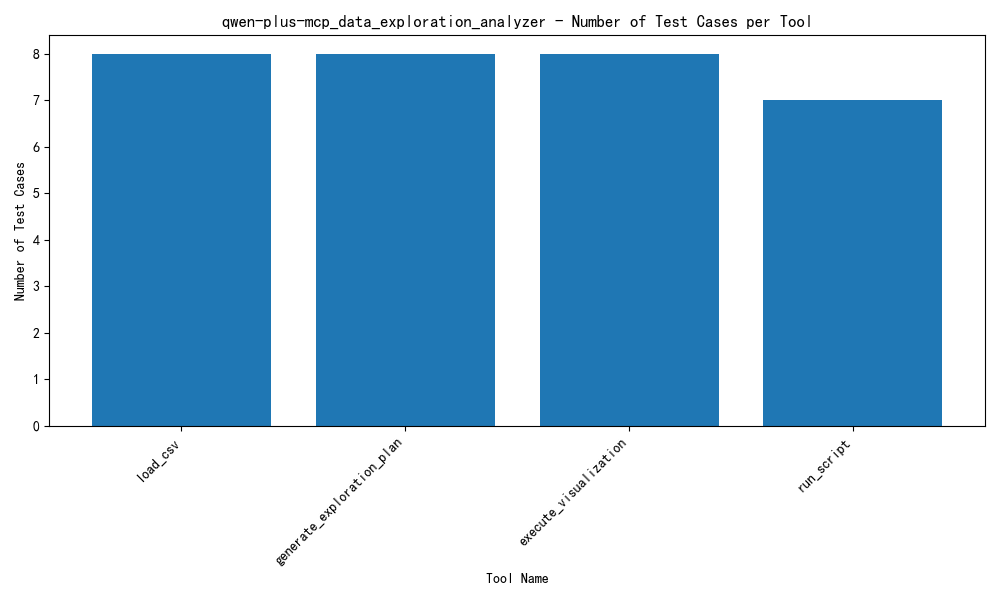 qwen-plus-mcp_data_exploration_analyzer - Number of Test Cases per Tool
8
7
6
5
4
3
2
1
0
Number of Test Cases
load_csv
generate_exploration_plan
execute_visualization
run_script
Tool Name